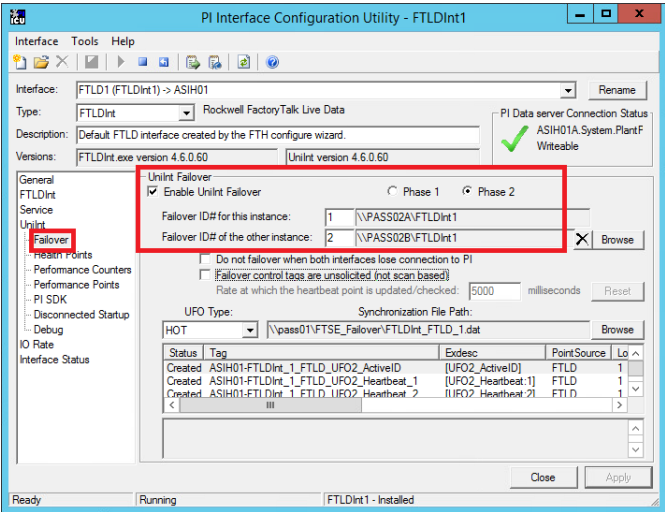 PI Interface Configuration Utility - FTLDInt1
Interface Tools Help
Interface: FTLD1 (FTLDInt1) -> ASIH01 Rename
Type: FTLDInt Rockwell FactoryTalk Live Data
PI Data server Connection Status
Description: Default FTLD interface created by the FTH configure wizard.
ASIH01A.System.PlantF
Writeable
Versions: FTLDInt.exe version 4.6.0.60 UniInt version 4.6.0.60
General
FTLDInt
Service
UniInt
Failover
Health Points
Performance Counters
Performance Points
PI SDK
Disconnected Startup
Debug
IO Rate
Interface Status
UniInt Failover
Enable UniInt Failover Phase 1 Phase 2
Failover ID# for this instance: 1 \\PASS02A\FTLDInt1
Failover ID# of the other instance: 2 \\PASS02B\FTLDInt1 Browse
Do not failover when both interfaces lose connection to PI
Failover control tags are unsolicited (not scan based)
Rate at which the heartbeat point is updated/checked: 5000 milliseconds Reset
UFO Type: Synchronization File Path:
HOT \\pass01\FTSE_Failover\FTLDInt_FTLD_1.dat Browse
Status Tag Exdesc PointSource Lo
Created ASIH01-FTLDInt_1_FTLD_UFO2_ActiveID [UFO2_ActiveID] FTLD 1
Created ASIH01-FTLDInt_1_FTLD_UFO2_Heartbeat_1 [UFO2_Heartbeat:1] FTLD 1
Created ASIH01-FTLDInt_1_FTLD_UFO2_Heartbeat_2 [UFO2_Heartbeat:2] FTLD 1
Close Apply
Ready Running FTLDInt1 - Installed